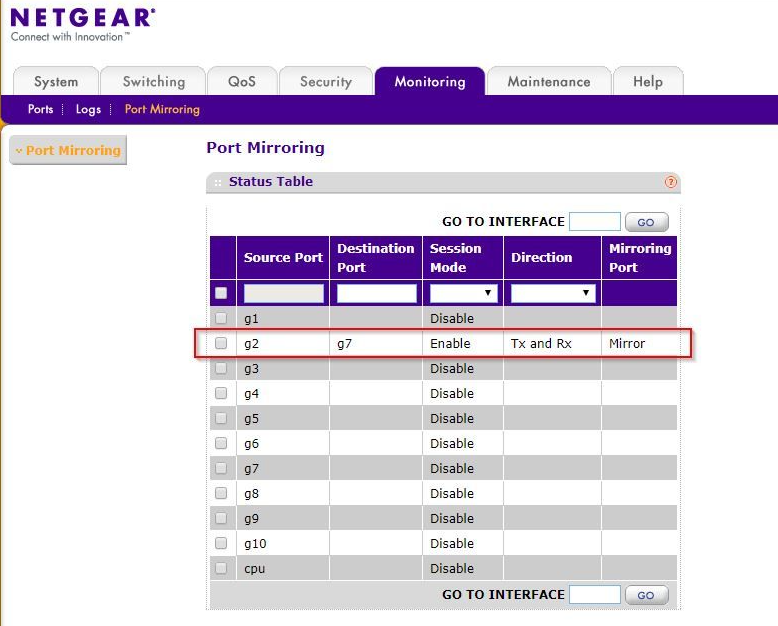 NETGEAR®
Connect with Innovation™
System Switching QoS Security Monitoring Maintenance Help
Ports Logs Port Mirroring
Port Mirroring
Port Mirroring
Status Table ?
GO TO INTERFACE GO
Source Port Destination Port Session Mode Direction Mirroring Port
g1 Disable
g2 g7 Enable Tx and Rx Mirror
g3 Disable
g4 Disable
g5 Disable
g6 Disable
g7 Disable
g8 Disable
g9 Disable
g10 Disable
cpu Disable
GO TO INTERFACE GO